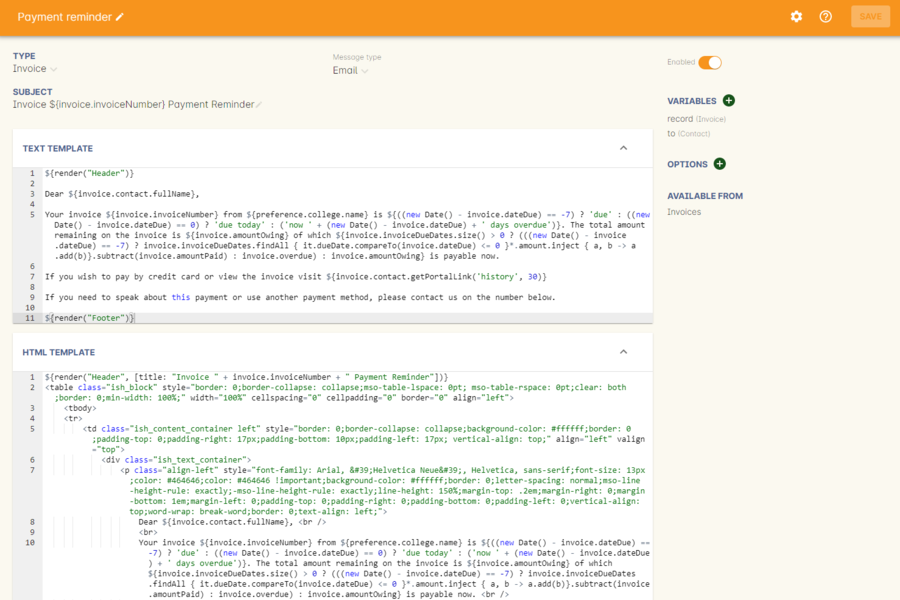 Payment reminder
SAVE
TYPE
Invoice
Message type
Email
Enabled
SUBJECT
Invoice ${invoice.invoiceNumber} Payment Reminder
VARIABLES
record (Invoice)
to (Contact)
OPTIONS
AVAILABLE FROM
Invoices
TEXT TEMPLATE
1 ${render("Header")}
2
3 Dear ${invoice.contact.fullName},
4
5 Your invoice ${invoice.invoiceNumber} from ${preference.college.name} is ${((new Date() - invoice.dateDue) == -7) ? 'due' : ((new
Date() - invoice.dateDue) == 0) ? 'due today' : ('now ' + (new Date() - invoice.dateDue) + ' days overdue')}. The total amount
remaining on the invoice is ${invoice.amountOwing} of which ${invoice.invoiceDueDates.size() > 0 ? (((new Date() - invoice
.dateDue) == -7) ? invoice.invoiceDueDates.findAll { it.dueDate.compareTo(invoice.dateDue) <= 0 }*.amount.inject { a, b -> a
.add(b)}.subtract(invoice.amountPaid) : invoice.overdue) : invoice.amountOwing} is payable now.
6
7 If you wish to pay by credit card or view the invoice visit ${invoice.contact.getPortalLink('history', 30)}
8
9 If you need to speak about this payment or use another payment method, please contact us on the number below.
10
11 ${render("Footer")}
HTML TEMPLATE
1 ${render("Header", [title: "Invoice " + invoice.invoiceNumber + " Payment Reminder"])}
2 <table class="ish_block" style="border: 0;border-collapse: collapse;mso-table-lspace: 0pt; mso-table-rspace: 0pt;clear: both
;border: 0;min-width: 100%;" width="100%" cellspacing="0" cellpadding="0" border="0" align="left">
3 <tbody>
4 <tr>
5 <td class="ish_content_container left" style="border: 0;border-collapse: collapse;background-color: #ffffff;border: 0
;padding-top: 0;padding-right: 17px;padding-bottom: 10px;padding-left: 17px; vertical-align: top;" align="left" valign
="top">
6 <div class="ish_text_container">
7 <p class="align-left" style="font-family: Arial, &#39;Helvetica Neue&#39;, Helvetica, sans-serif;font-size: 13px
;color: #464646;color: #464646 !important;background-color: #ffffff;border: 0;letter-spacing: normal;mso-line
-height-rule: exactly;-mso-line-height-rule: exactly;line-height: 150%;margin-top: .2em;margin-right: 0;margin
-bottom: 1em;margin-left: 0;padding-top: 0;padding-right: 0;padding-bottom: 0;padding-left: 0;vertical-align:
top;word-wrap: break-word;border: 0;text-align: left;">
8 Dear ${invoice.contact.fullName}, <br />
9 <br>
10 Your invoice ${invoice.invoiceNumber} from ${preference.college.name} is ${((new Date() - invoice.dateDue) ==
-7) ? 'due' : ((new Date() - invoice.dateDue) == 0) ? 'due today' : ('now ' + (new Date() - invoice.dateDue
) + ' days overdue')}. The total amount remaining on the invoice is ${invoice.amountOwing} of which
${invoice.invoiceDueDates.size() > 0 ? (((new Date() - invoice.dateDue) == -7) ? invoice.invoiceDueDates
.findAll { it.dueDate.compareTo(invoice.dateDue) <= 0 }*.amount.inject { a, b -> a.add(b)}.subtract(invoice
.amountPaid) : invoice.overdue) : invoice.amountOwing} is payable now. <br />